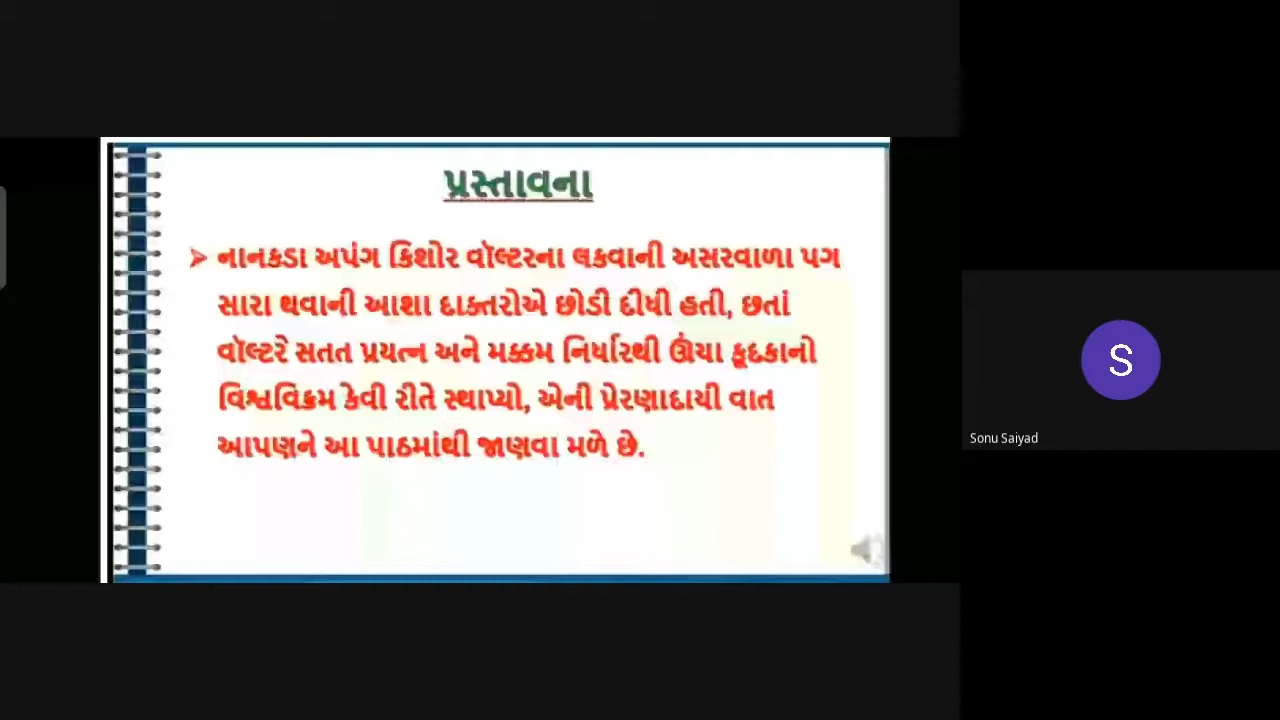 પ્રસ્તાવના
➢ નાનકડા અપંગ કિશોર વૉલ્ટરના લકવાની અસરવાળા પગ
સારા થવાની આશા દાક્તરોએ છોડી દીધી હતી, છતાં
વૉલ્ટરે સતત પ્રયત્ન અને મક્કમ નિર્ધારથી ઊંચા કૂદકાનો
વિશ્વવિક્રમ કેવી રીતે સ્થાપ્યો, એની પ્રેરણાદાયી વાત
આપણને આ પાઠમાંથી જાણવા મળે છે.
S
Sonu Saiyad